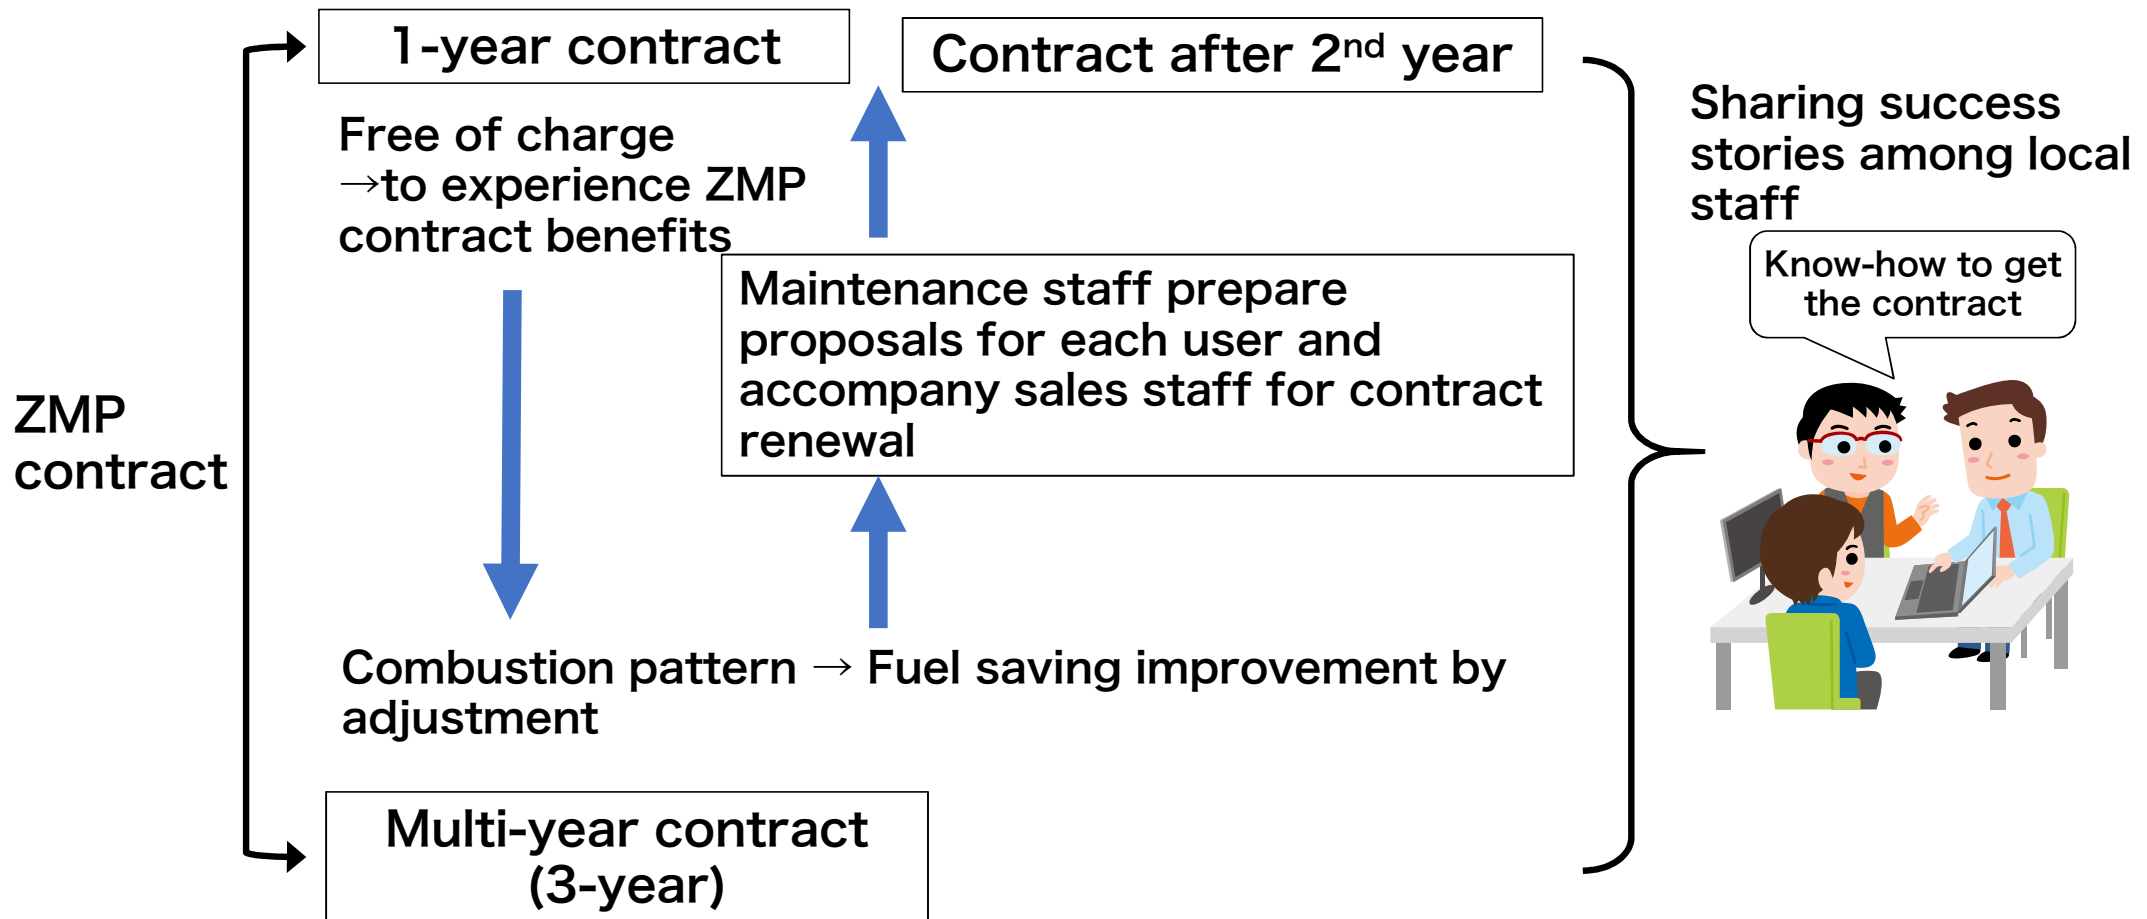 1-year contract
Contract after 2nd year
Free of charge
→to experience ZMP
contract benefits
Maintenance staff prepare
proposals for each user and
accompany sales staff for contract
renewal
ZMP
contract
Combustion pattern → Fuel saving improvement by
adjustment
Multi-year contract
(3-year)
Sharing success
stories among local
staff
Know-how to get
the contract